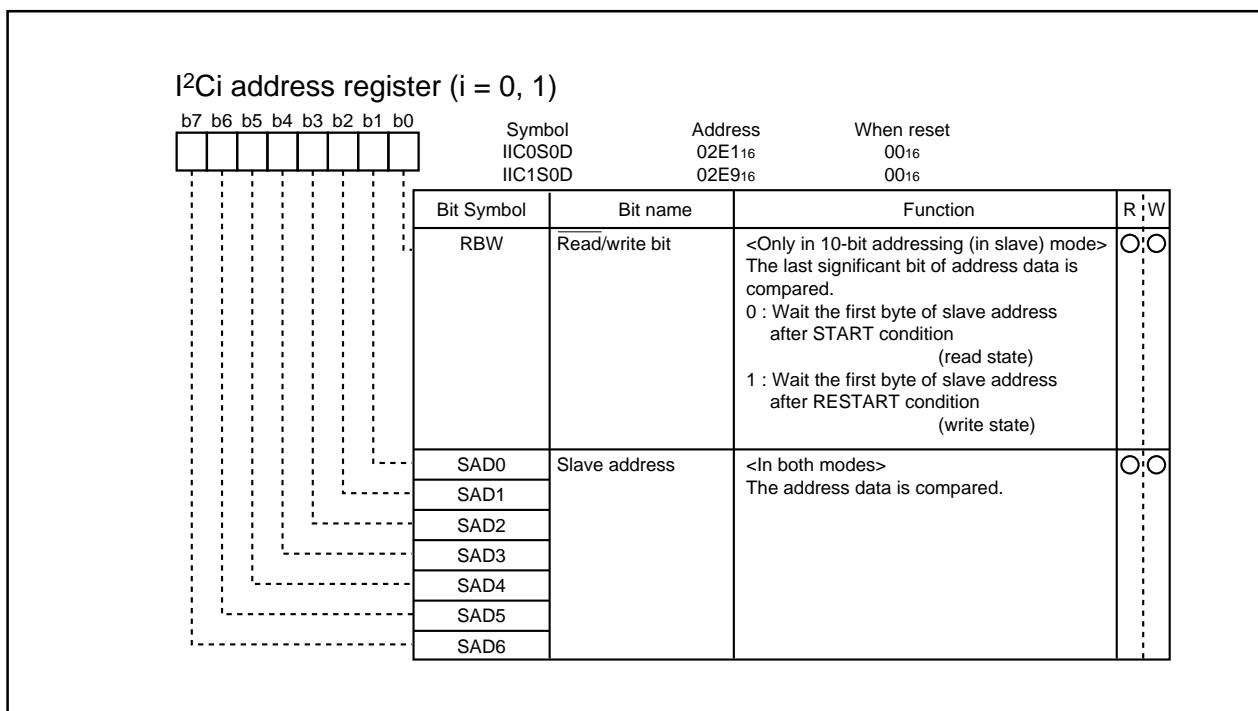 I²Ci address register (i = 0, 1)
b7 b6 b5 b4 b3 b2 b1 b0
Symbol Address When reset
IIC0S0D 02E1₁₆ 00₁₆
IIC1S0D 02E9₁₆ 00₁₆
Bit Symbol Bit name Function R W
RBW Read/write bit <Only in 10-bit addressing (in slave) mode>
The last significant bit of address data is
compared.
0 : Wait the first byte of slave address
after START condition
(read state)
1 : Wait the first byte of slave address
after RESTART condition
(write state)
SAD0 Slave address <In both modes>
SAD1 The address data is compared.
SAD2
SAD3
SAD4
SAD5
SAD6